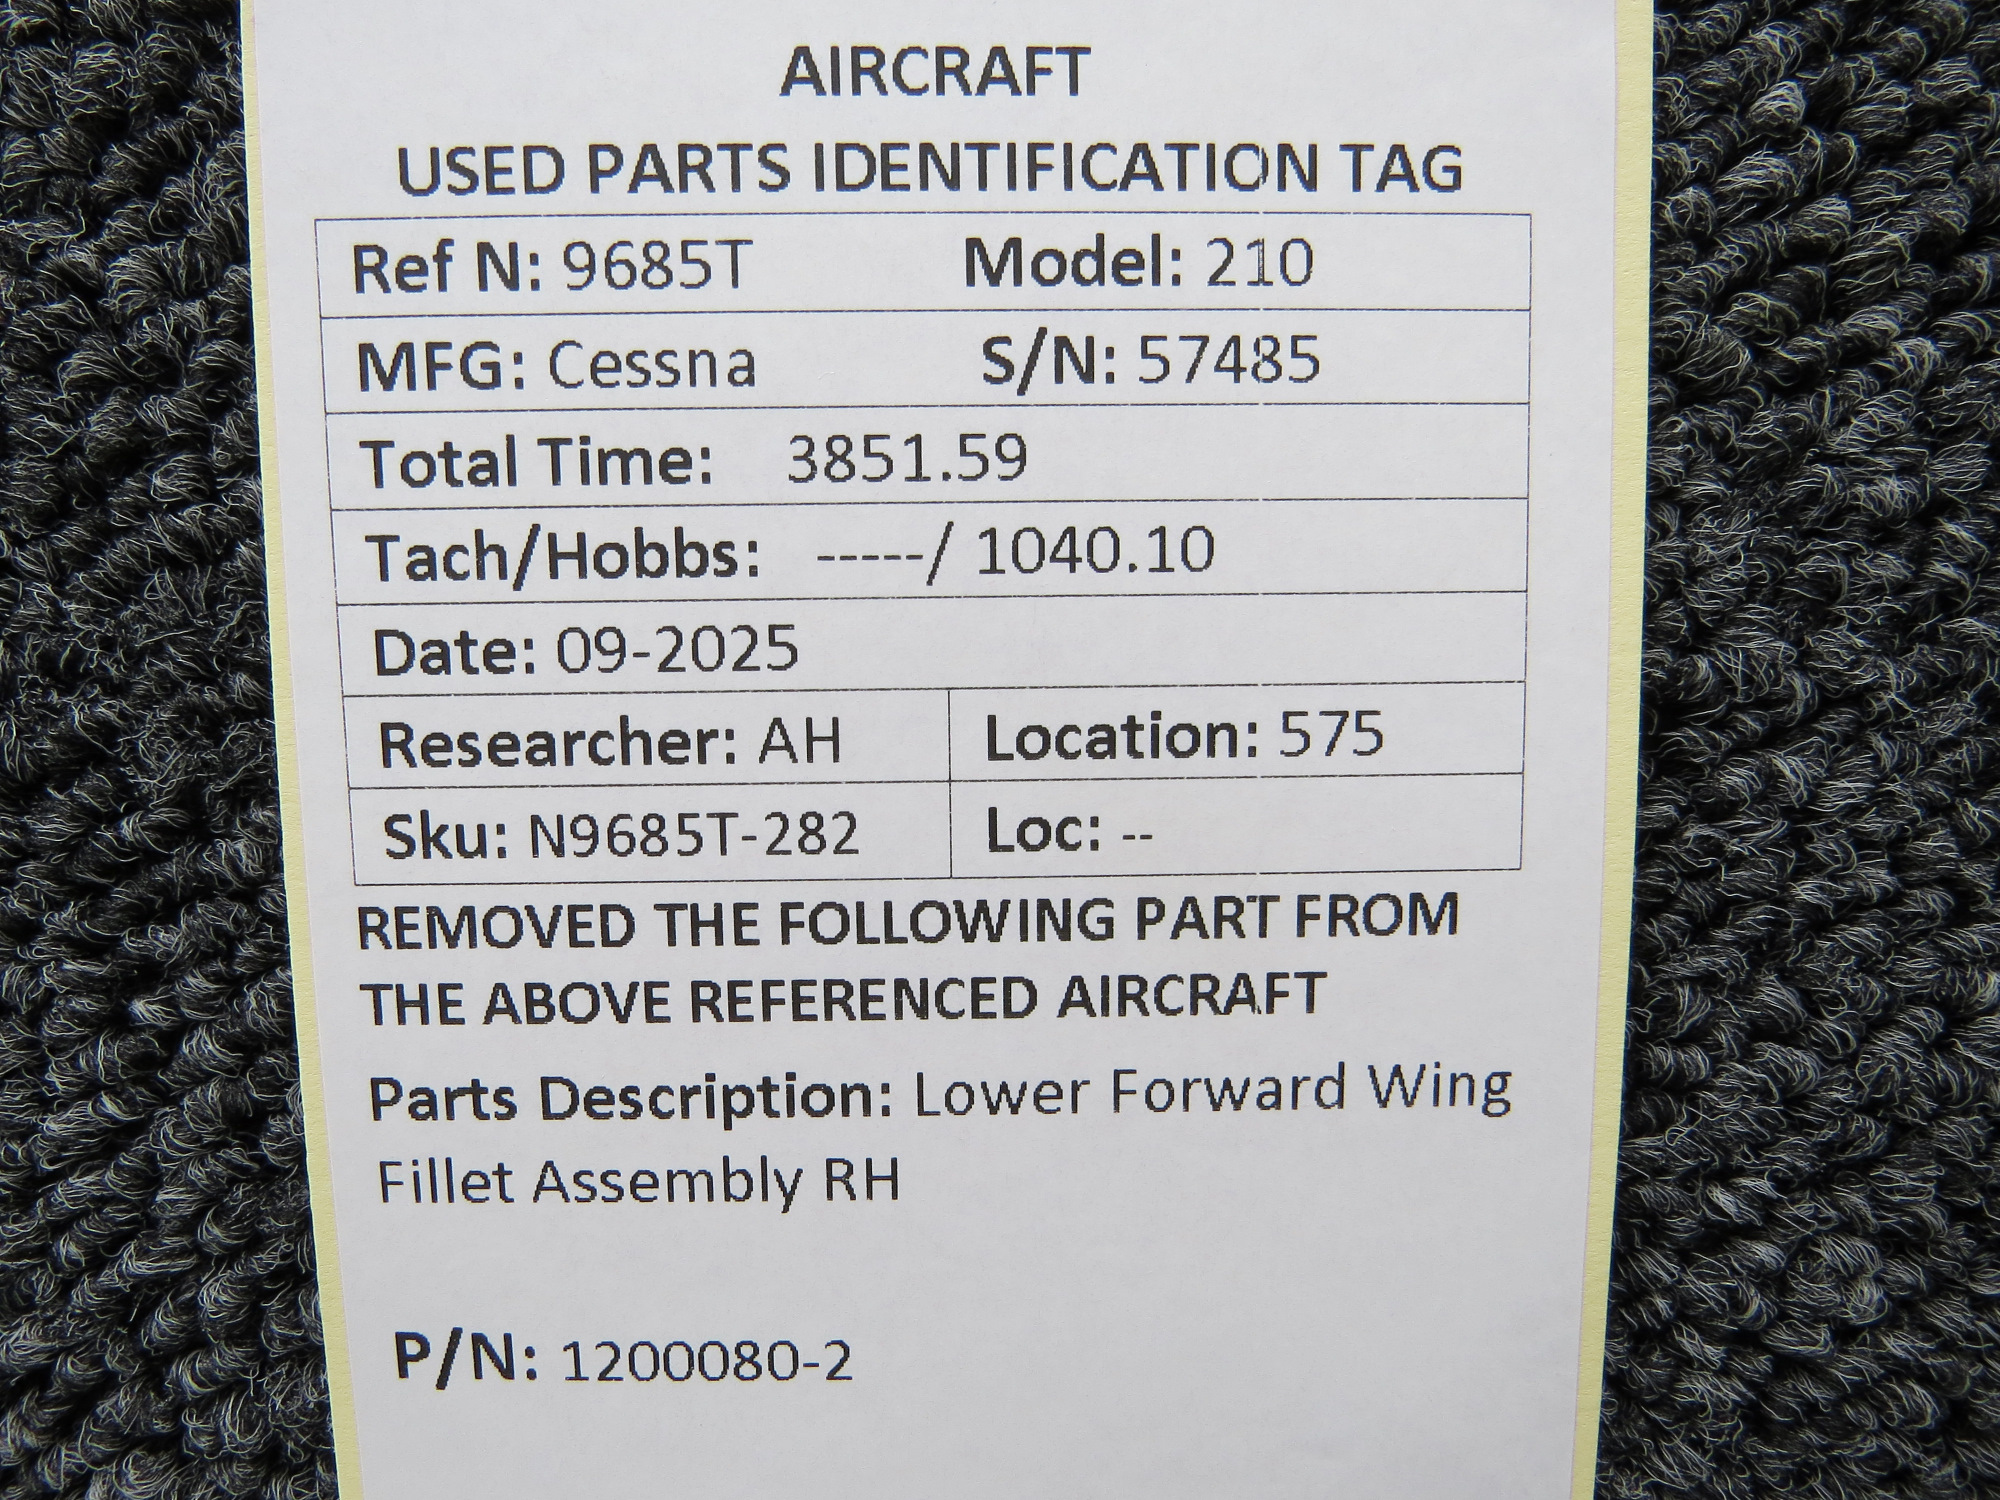 AIRCRAFT
USED PARTS IDENTIFICATION TAG
Ref N: 9685T Model: 210
MFG: Cessna S/N: 57485
Total Time: 3851.59
Tach/Hobbs: -----/ 1040.10
Date: 09-2025
Researcher: AH Location: 575
Sku: N9685T-282 Loc: --
REMOVED THE FOLLOWING PART FROM
THE ABOVE REFERENCED AIRCRAFT
Parts Description: Lower Forward Wing
Fillet Assembly RH
P/N: 1200080-2